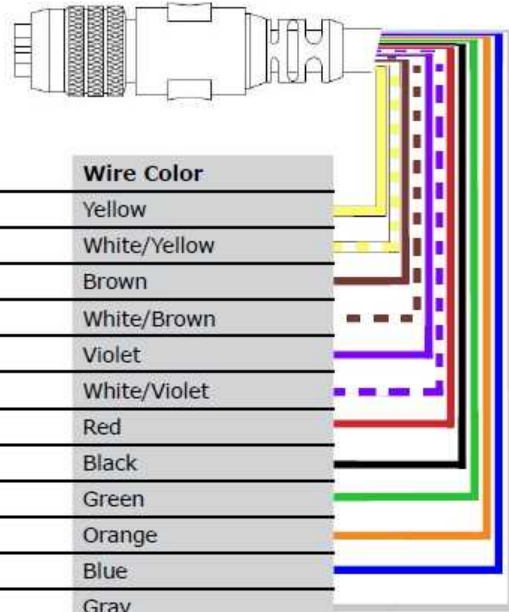 Wire Color
Yellow
White/Yellow
Brown
White/Brown
Violet
White/Violet
Red
Black
Green
Orange
Blue
Gray